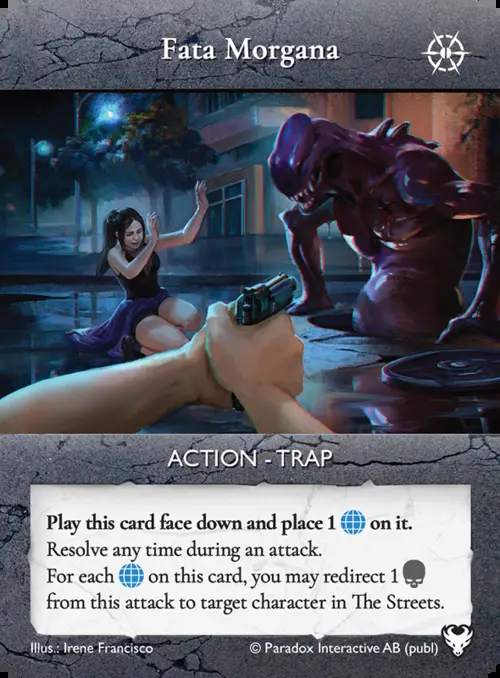 Fata Morgana
ACTION - TRAP
Play this card face down and place 1 on it.
Resolve any time during an attack.
For each on this card, you may redirect 1
from this attack to target character in The Streets.
Illus.: Irene Francisco © Paradox Interactive AB (publ)